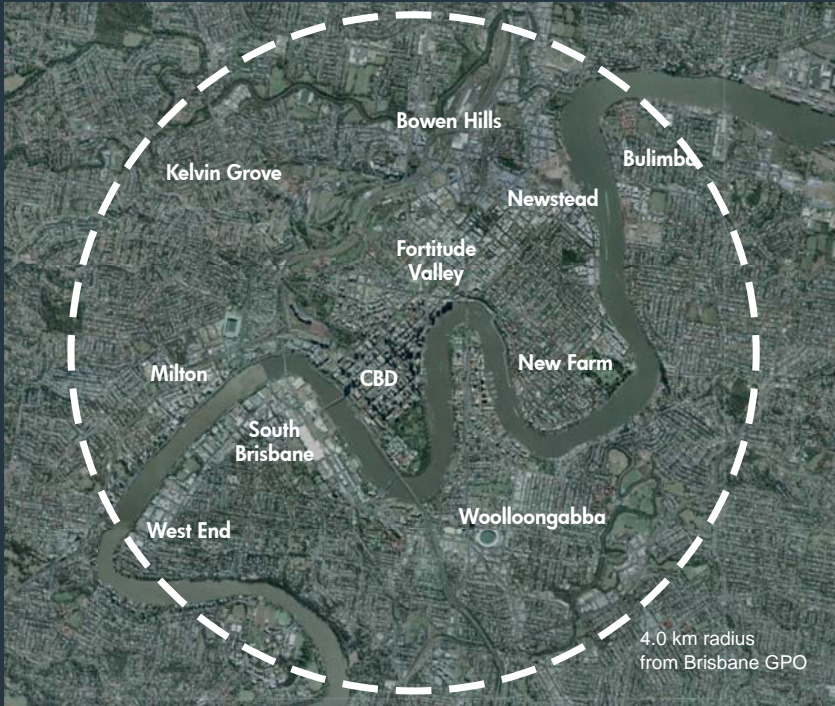 Bowen Hills
Bulimba
Kelvin Grove
Newstead
Fortitude
Valley
New Farm
Milton
CBD
South
Brisbane
Woolloongabba
West End
4.0 km radius
from Brisbane GPO